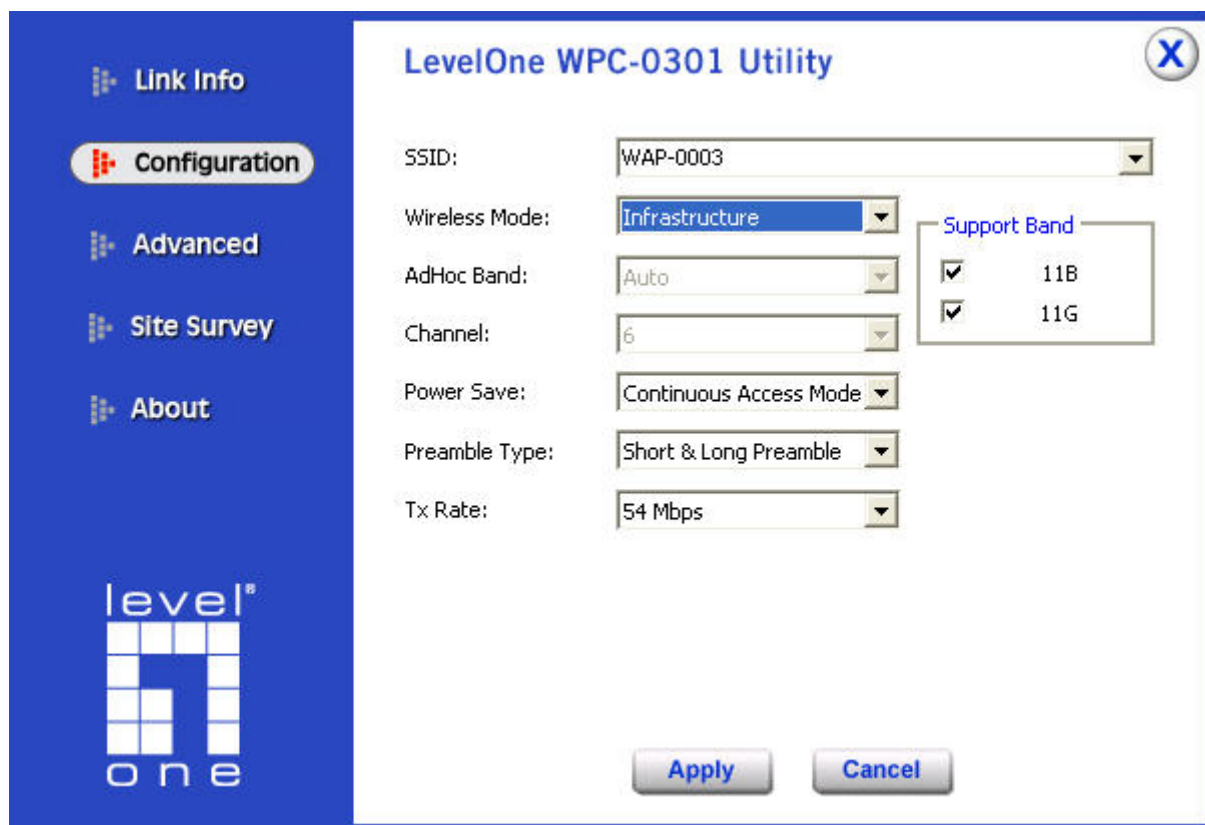 Link Info
Configuration
Advanced
Site Survey
About
level®
one
LevelOne WPC-0301 Utility
X
SSID: WAP-0003
Wireless Mode: Infrastructure
AdHoc Band: Auto
Channel: 6
Power Save: Continuous Access Mode
Preamble Type: Short & Long Preamble
Tx Rate: 54 Mbps
Support Band
11B
11G
Apply Cancel